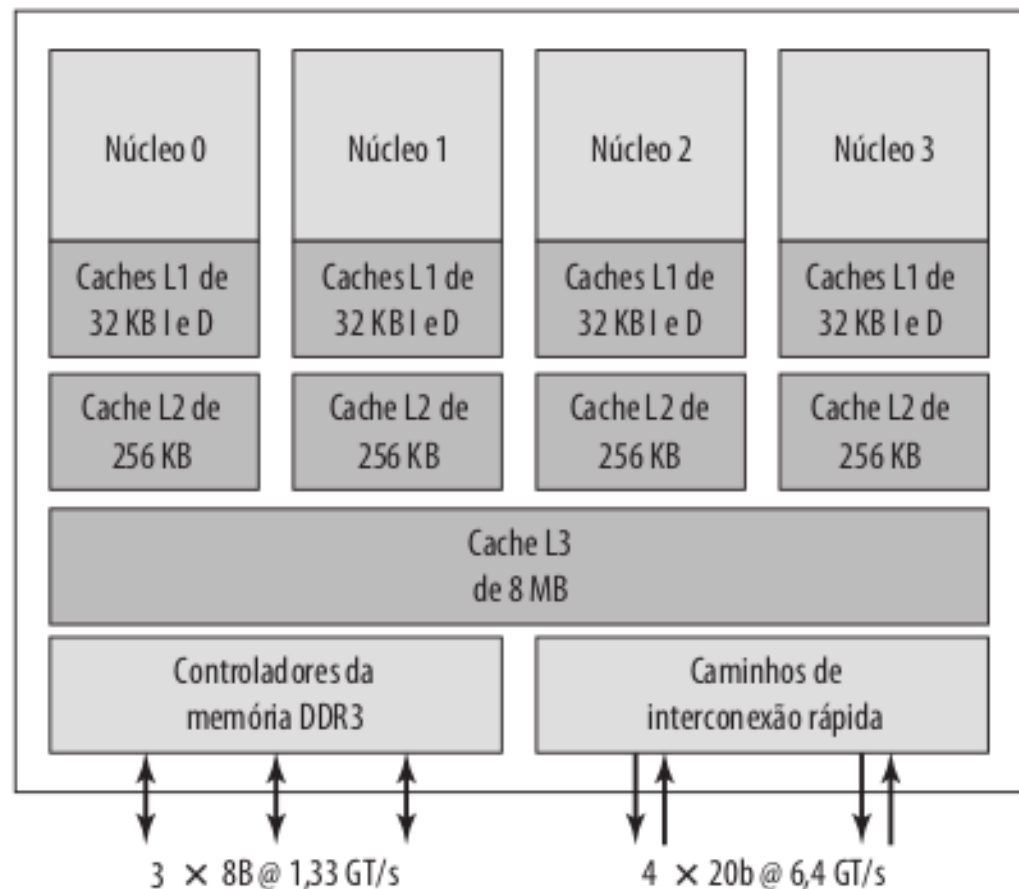 Núcleo 0
Núcleo 1
Núcleo 2
Núcleo 3
Caches L1 de
32 KB I e D
Caches L1 de
32 KB I e D
Caches L1 de
32 KB I e D
Caches L1 de
32 KB I e D
Cache L2 de
256 KB
Cache L2 de
256 KB
Cache L2 de
256 KB
Cache L2 de
256 KB
Cache L3
de 8 MB
Controladores da
memória DDR3
Caminhos de
interconexão rápida
3 × 8B @ 1,33 GT/s
4 × 20b @ 6,4 GT/s